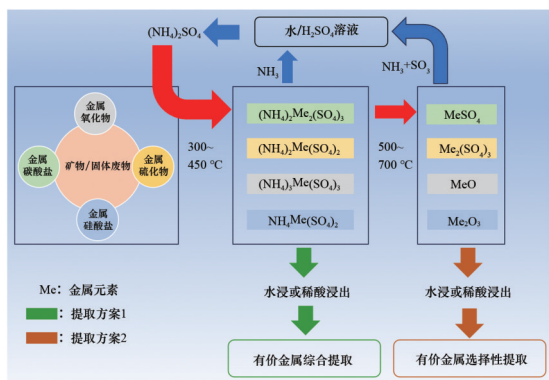 (NH4)2SO4
水/H2SO4溶液
NH3
NH3+SO3
金属
氧化物
金属
碳酸盐
矿物/固体废物
金属
硫化物
金属
硅酸盐
300~
450 ℃
(NH4)2Me2(SO4)3
(NH4)2Me(SO4)2
(NH4)3Me(SO4)3
NH4Me(SO4)2
500~
700 ℃
MeSO4
Me2(SO4)3
MeO
Me2O3
Me：金属元素
提取方案1
提取方案2
水浸或稀酸浸出
水浸或稀酸浸出
有价金属综合提取
有价金属选择性提取